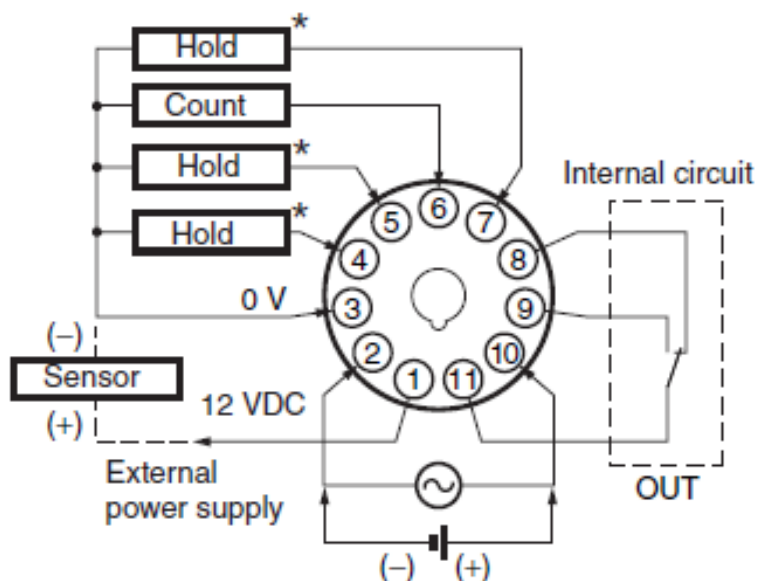 Hold *
Count
Hold *
Hold *
Internal circuit
6
5
7
4
8
0 V
3
9
(−)
2
10
Sensor
1
11
12 VDC
(+)
External
power supply
OUT
(−) (+)